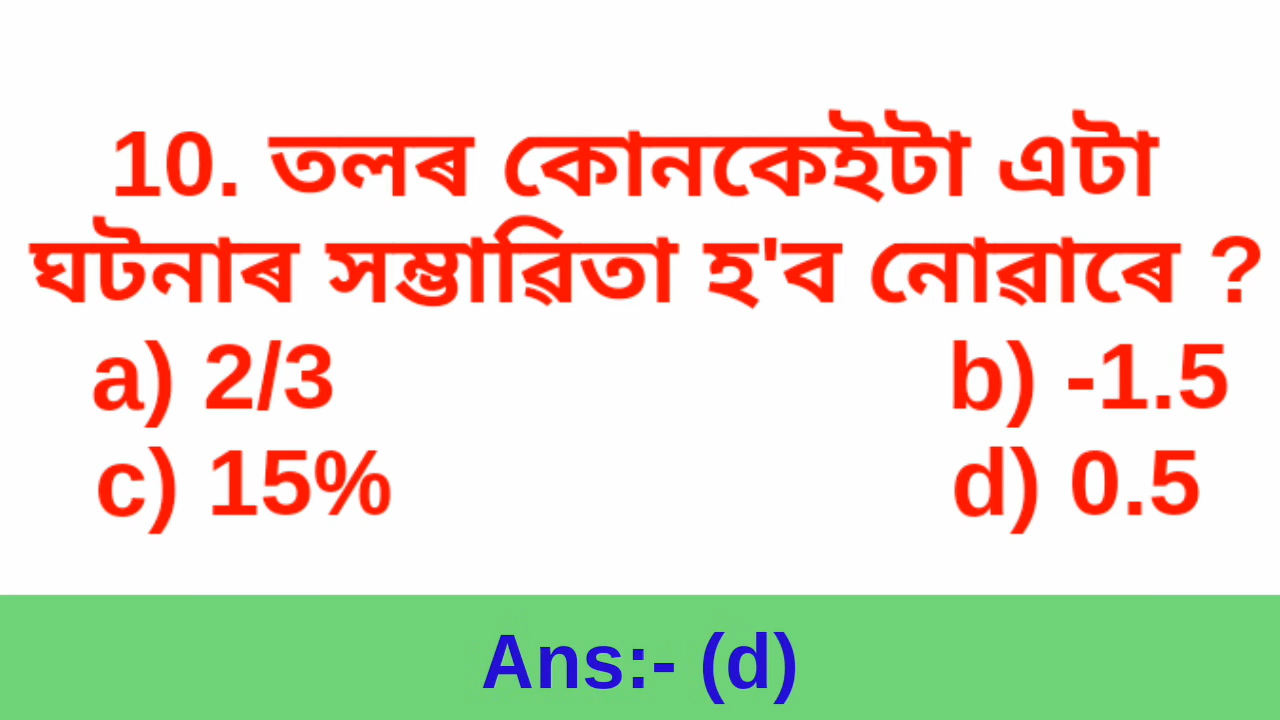 10. তলৰ কোনকেইটা এটা
ঘটনাৰ সম্ভাৱিতা হ'ব নোৱাৰে ?
a) 2/3 b) -1.5
c) 15% d) 0.5
Ans:- (d)